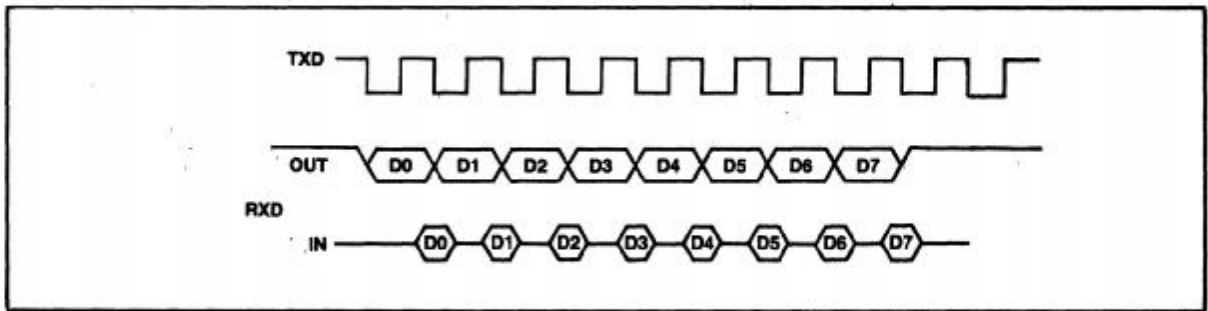 TXD
OUT D0 D1 D2 D3 D4 D5 D6 D7
RXD
IN D0 D1 D2 D3 D4 D5 D6 D7